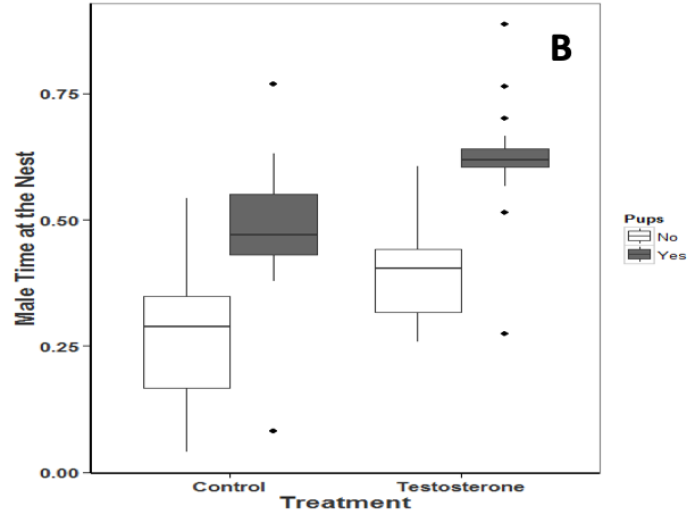 B
0.75
0.50
0.25
0.00
Male Time at the Nest
Control
Testosterone
Treatment
Pups
No
Yes